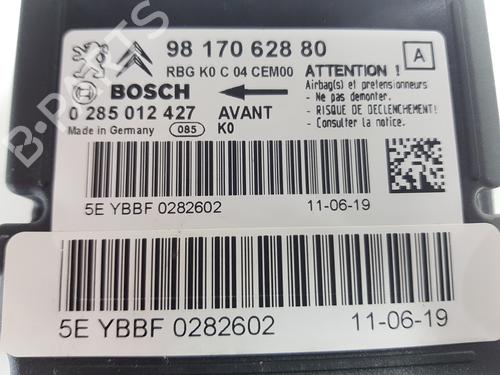 98 170 628 80
A
RBG K0 C 04 CEM00
ATTENTION !
BOSCH
Airbag(s) et pretensionneurs
- Ne pas demonter.
0 285 012 427
AVANT
- RISQUE DE DECLENCHEMENT!
Made in Germany
085
K0
- Consulter la notice.
5E YBBF 0282602
11-06-19
5E YBBF 0282602
11-06-19
B-PARTS